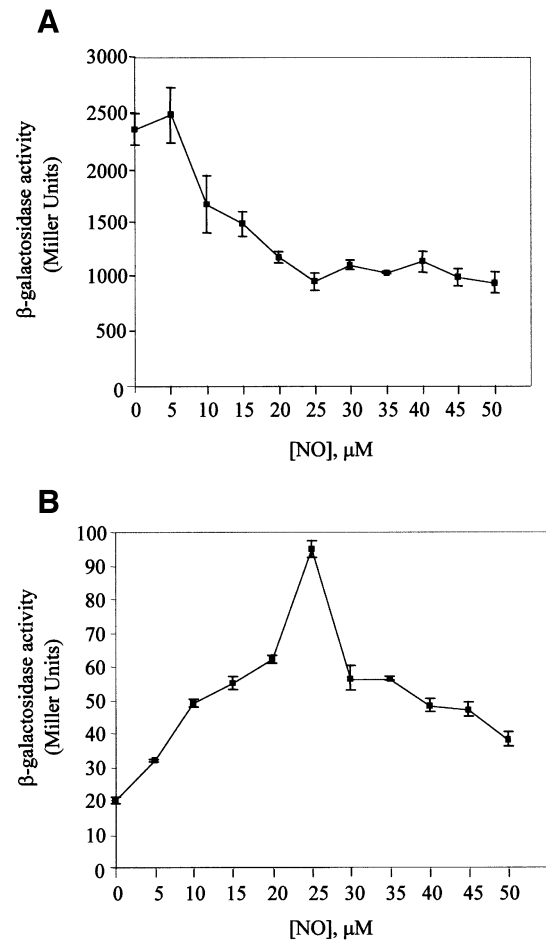 A
3000
2500
2000
1500
1000
500
0
β-galactosidase activity
(Miller Units)
0 5 10 15 20 25 30 35 40 45 50
[NO], μM
B
100
90
80
70
60
50
40
30
20
10
0
β-galactosidase activity
(Miller Units)
0 5 10 15 20 25 30 35 40 45 50
[NO], μM